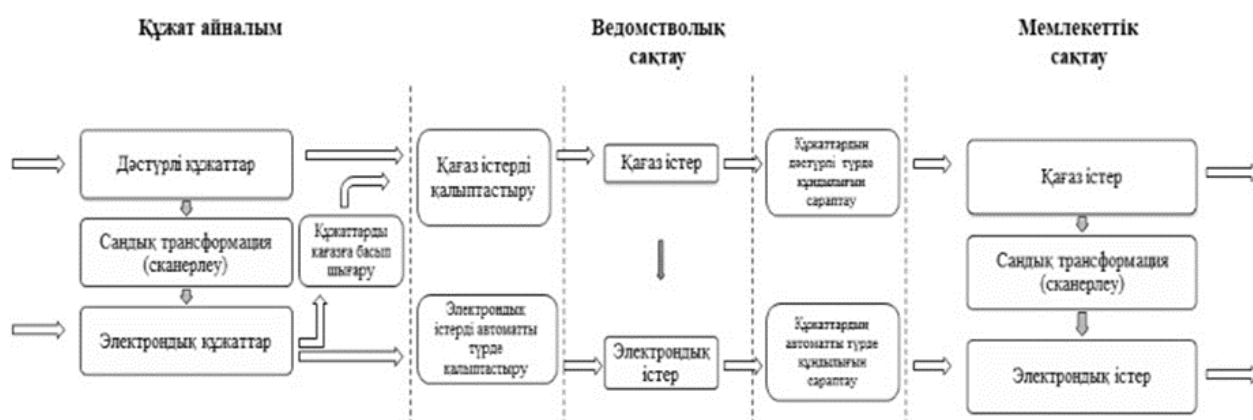 Құжат айналым
Ведомстволық
сақтау
Мемлекеттік
сақтау
Дәстүрлі құжаттар
Сандық трансформация
(сканерлеу)
Электрондық құжаттар
Құжаттарды
қағазға басып
шығару
Қағаз істерді
қалыптастыру
Электрондық
істерді автоматты
түрде
қалыптастыру
Қағаз істер
Электрондық
істер
Құжаттардын
дәстүрлі түрде
құндылығын
сараптау
Құжаттардын
автоматты түрде
құндылығын
сараптау
Қағаз істер
Сандық трансформация
(сканерлеу)
Электрондық істер